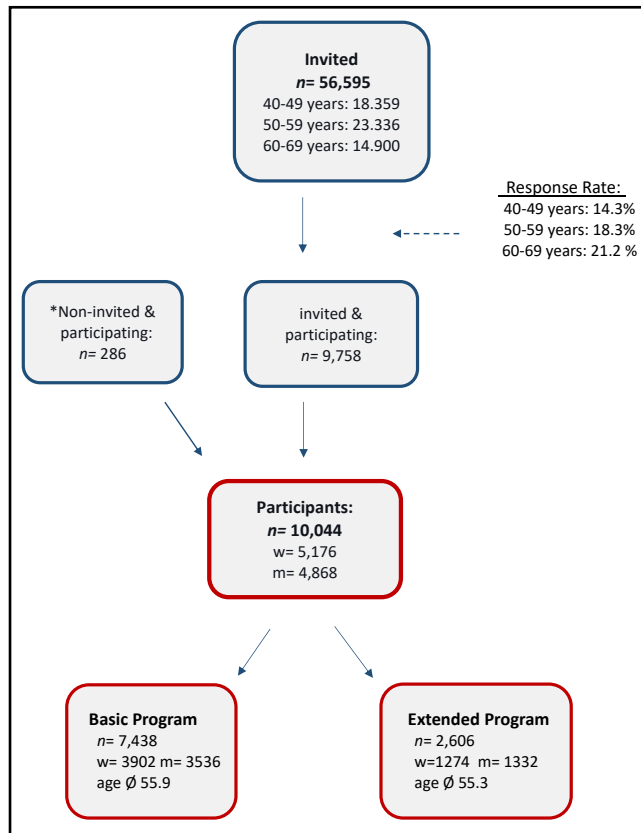 Invited
n= 56,595
40-49 years: 18.359
50-59 years: 23.336
60-69 years: 14.900
Response Rate:
40-49 years: 14.3%
50-59 years: 18.3%
60-69 years: 21.2 %
*Non-invited &
participating:
n= 286
invited &
participating:
n= 9,758
Participants:
n= 10,044
w= 5,176
m= 4,868
Basic Program
n= 7,438
w= 3902 m= 3536
age Ø 55.9
Extended Program
n= 2,606
w=1274 m= 1332
age Ø 55.3